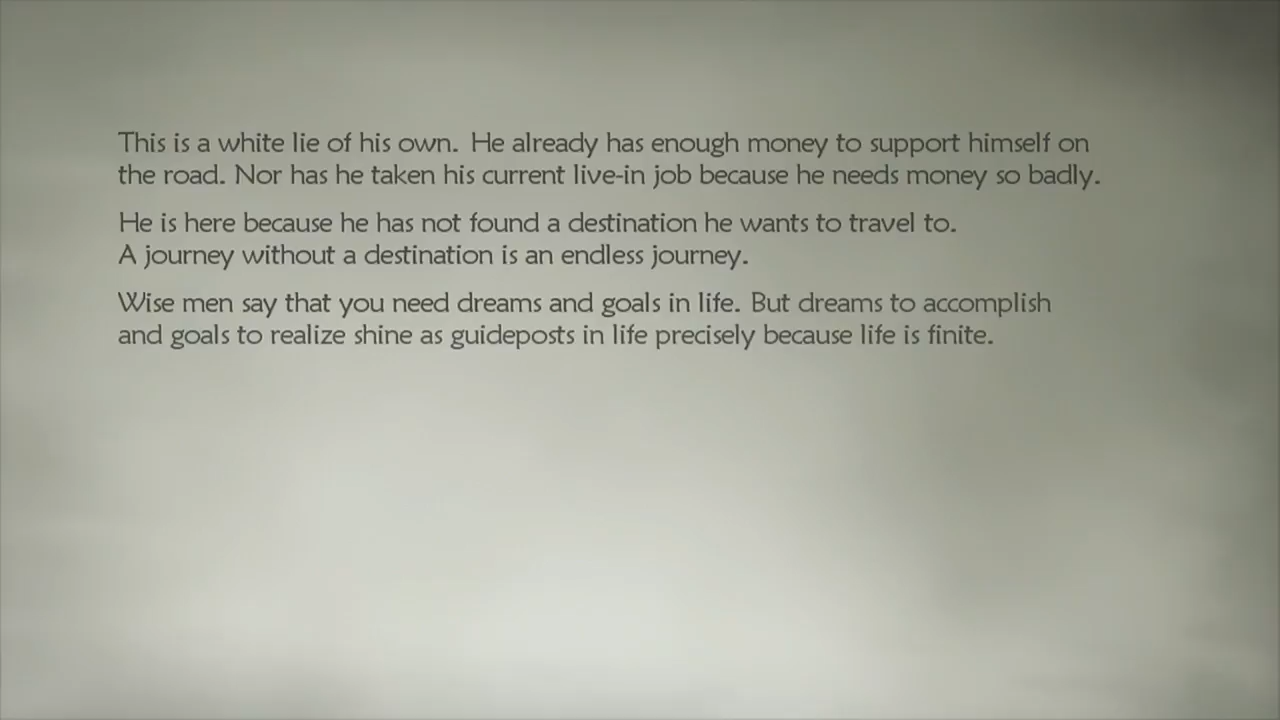 This is a white lie of his own. He already has enough money to support himself on
the road. Nor has he taken his current live-in job because he needs money so badly.
He is here because he has not found a destination he wants to travel to.
A journey without a destination is an endless journey.
Wise men say that you need dreams and goals in life. But dreams to accomplish
and goals to realize shine as guideposts in life precisely because life is finite.